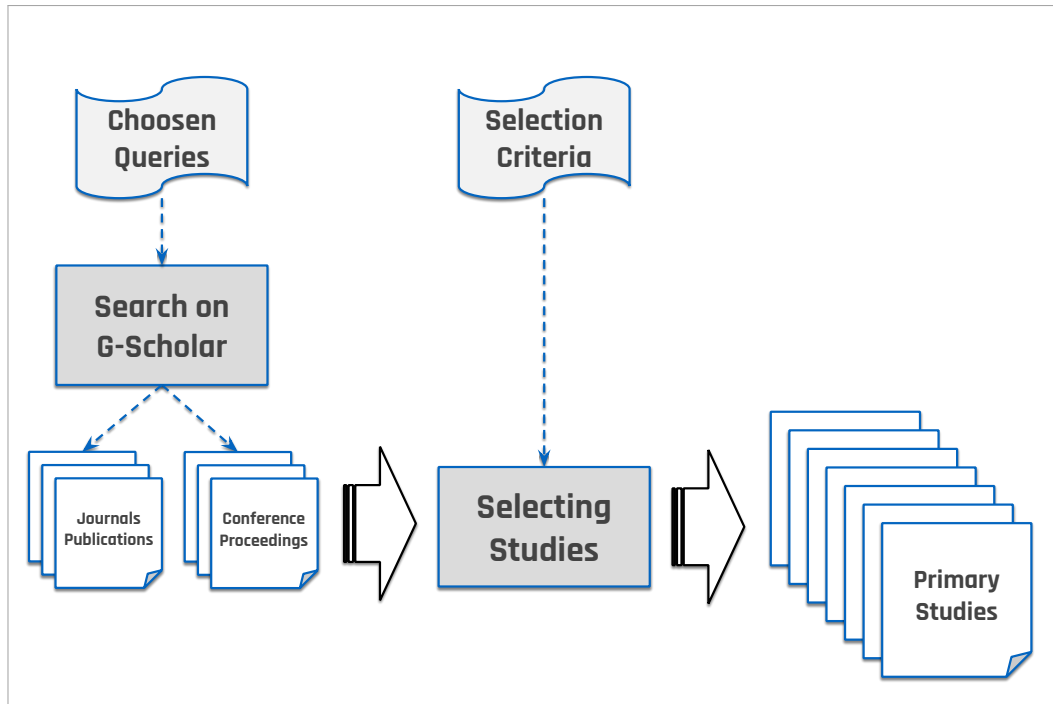 Choosen
Queries
Selection
Criteria
Search on
G-Scholar
Journals
Publications
Conference
Proceedings
Selecting
Studies
Primary
Studies